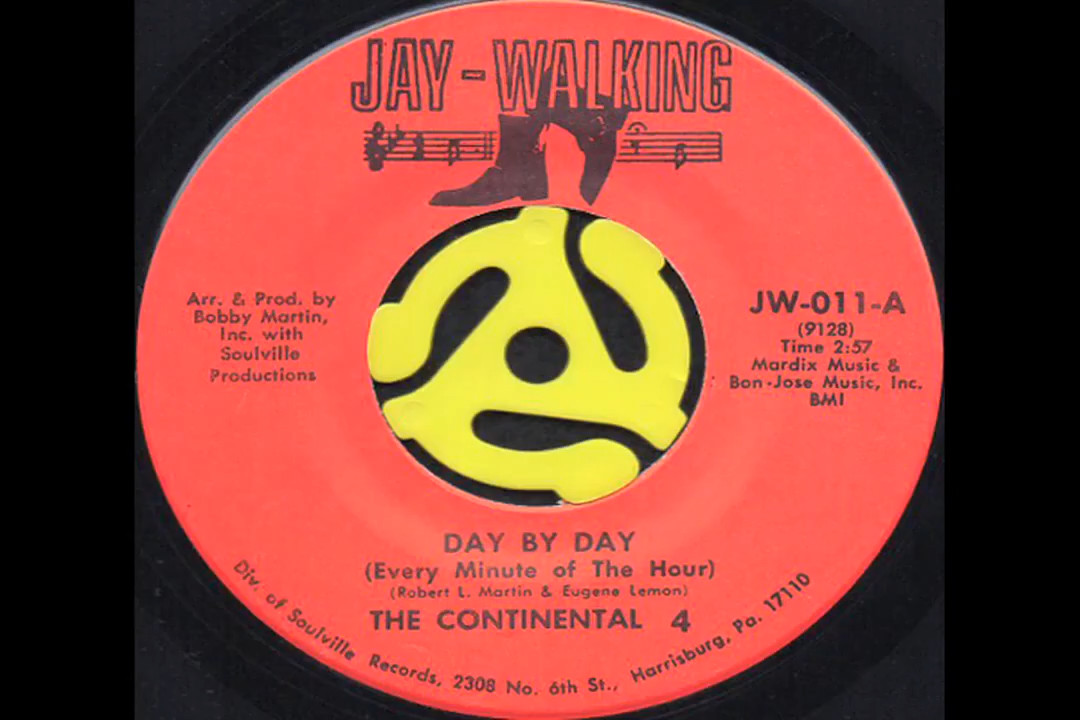 JAY-WALKING
Arr. & Prod. by
Bobby Martin,
Inc. with
Soulville
Productions
JW-011-A
(9128)
Time 2:57
Mardix Music &
Bon-Jose Music, Inc.
BMI
DAY BY DAY
(Every Minute of The Hour)
(Robert L. Martin & Eugene Lemon)
THE CONTINENTAL 4
Div. of Soulville Records, 2308 No. 6th St., Harrisburg, Pa. 17110